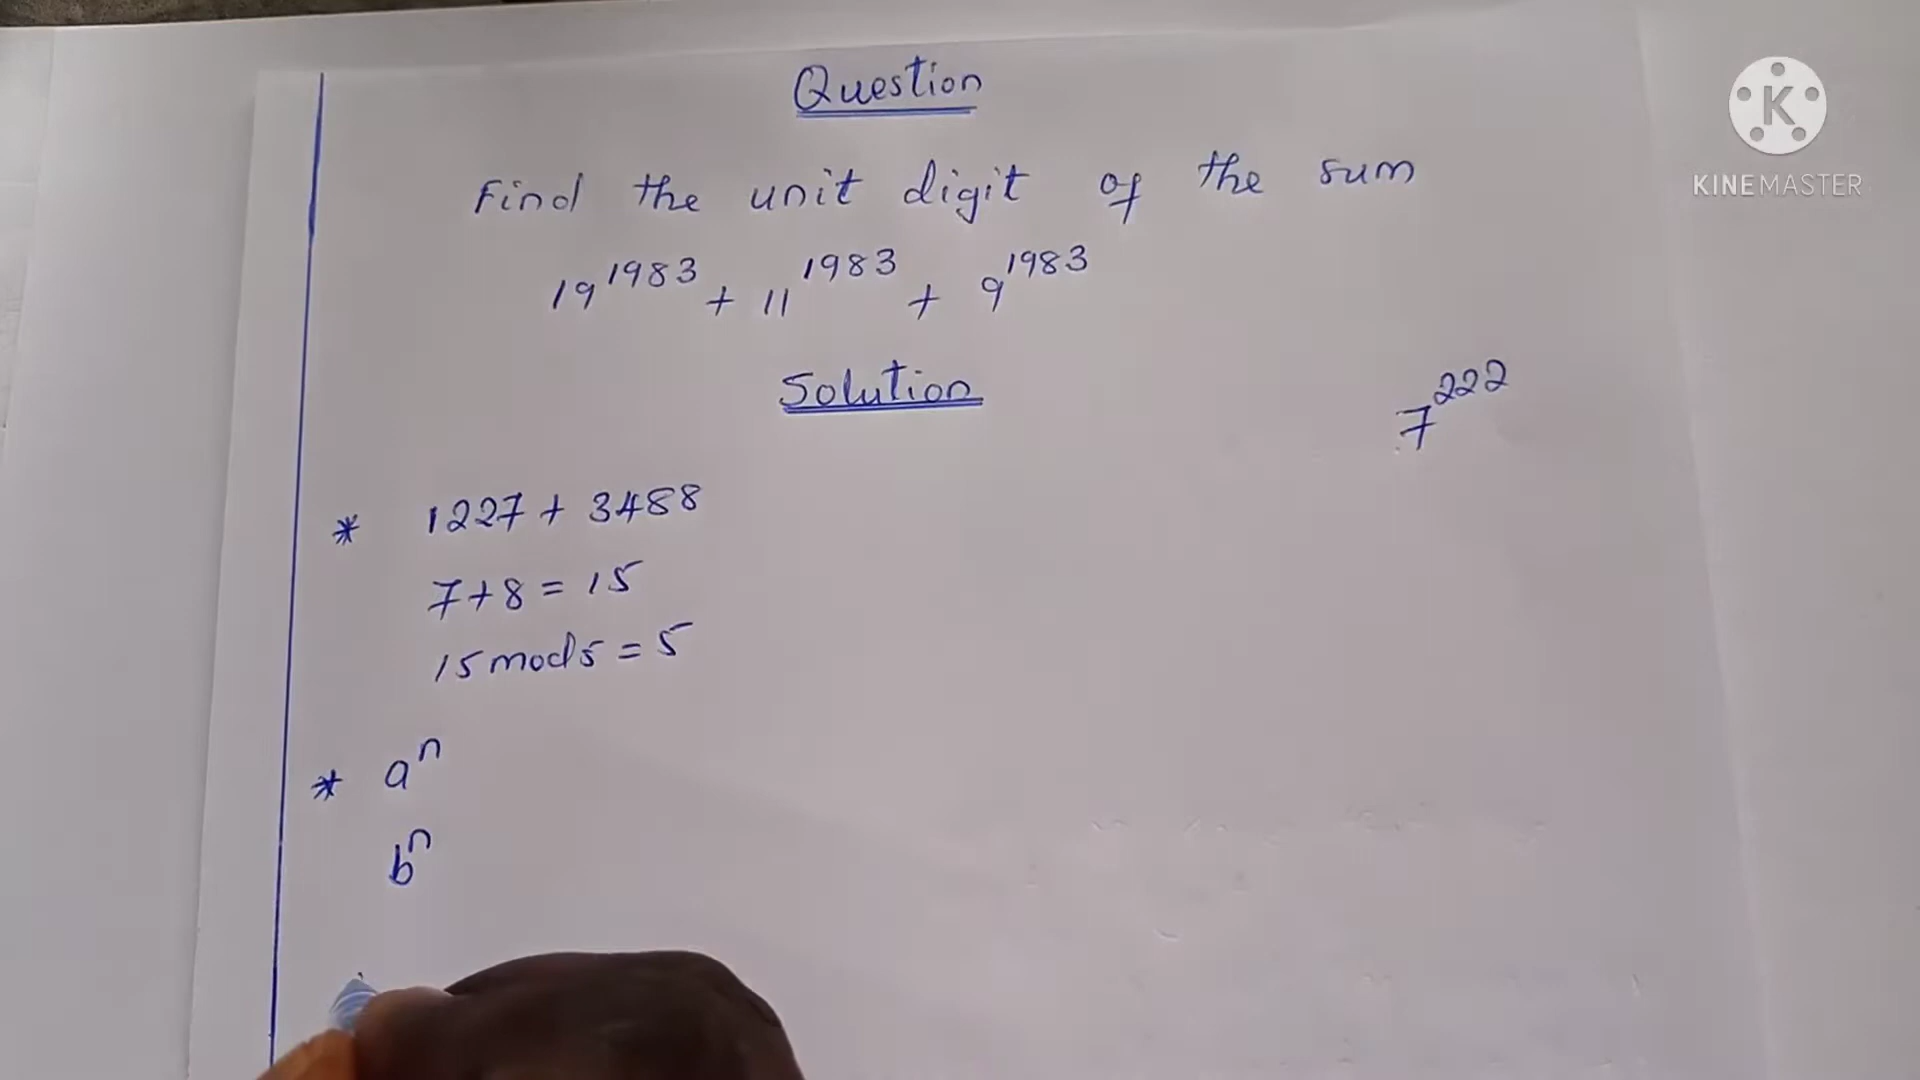 Question
Find the unit digit of the sum
19^1983 + 11^1983 + 9^1983
Solution
7^222
* 1227 + 3488
7+8 = 15
15 mod 5 = 5
* a^n
b^n
K
KINEMASTER